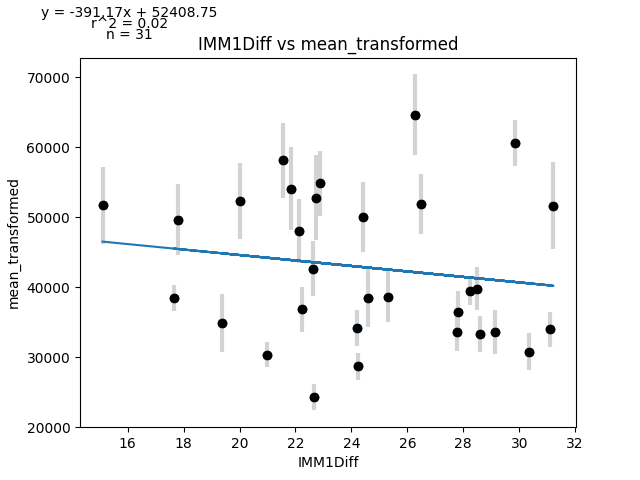 y = -391.17x + 52408.75
r^2 = 0.02
n = 31
IMM1Diff vs mean_transformed
70000
60000
50000
40000
30000
20000
mean_transformed
16 18 20 22 24 26 28 30 32
IMM1Diff